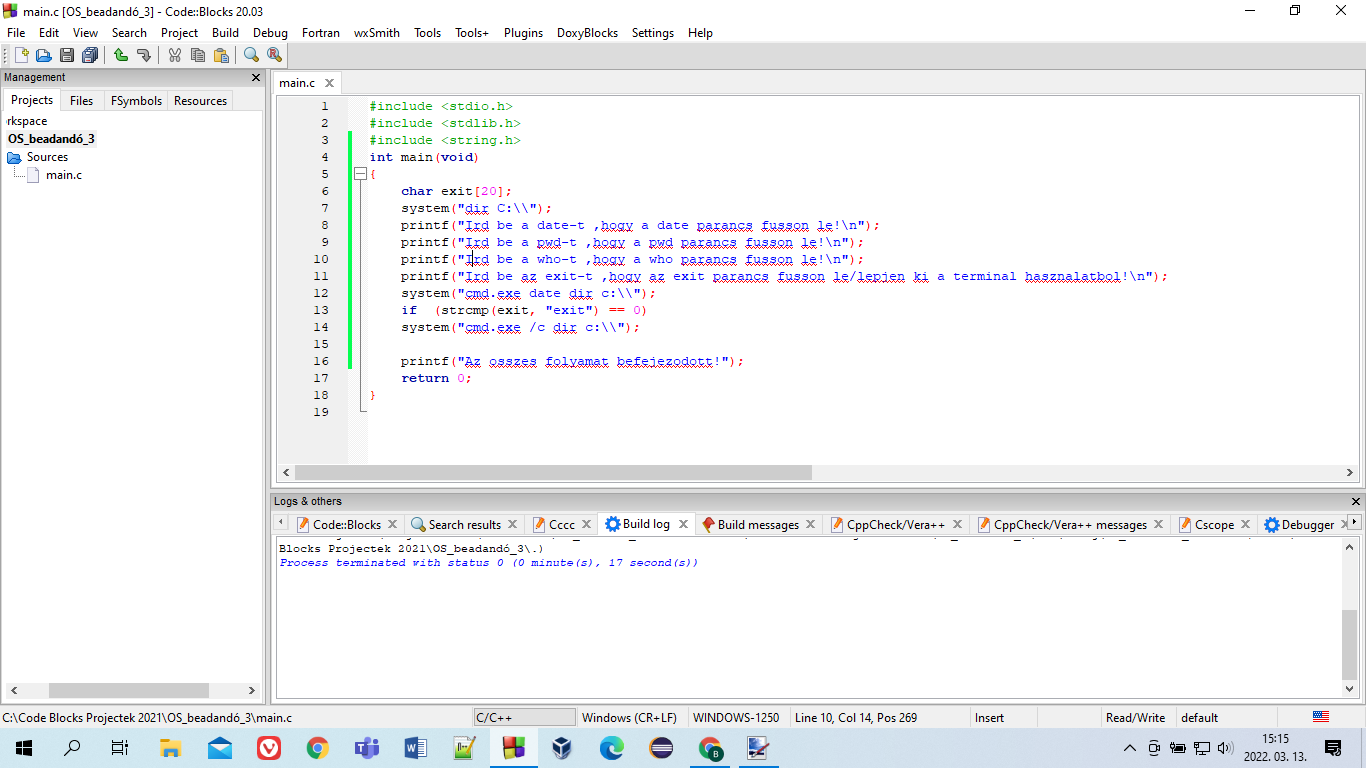 main.c [OS_beadandó_3] - Code::Blocks 20.03
File Edit View Search Project Build Debug Fortran wxSmith Tools Tools+ Plugins DoxyBlocks Settings Help
Management
Projects Files FSymbols Resources
rkspace
OS_beadandó_3
Sources
main.c
main.c
1 #include <stdio.h>
2 #include <stdlib.h>
3 #include <string.h>
4 int main(void)
5 {
6 char exit[20];
7 system("dir C:\\");
8 printf("Ird be a date-t ,hogy a date parancs fusson le!\n");
9 printf("Ird be a pwd-t ,hogy a pwd parancs fusson le!\n");
10 printf("Ird be a who-t ,hogy a who parancs fusson le!\n");
11 printf("Ird be az exit-t ,hogy az exit parancs fusson le/lepjen ki a terminal hasznalatbol!\n");
12 system("cmd.exe date dir c:\\");
13 if  (strcmp(exit, "exit") == 0)
14 system("cmd.exe /c dir c:\\");
15
16 printf("Az osszes folyamat befejezodott!");
17 return 0;
18 }
19
Logs & others
Code::Blocks Search results Cccc Build log Build messages CppCheck/Vera++ CppCheck/Vera++ messages Cscope Debugger
Blocks Projectek 2021\OS_beadandó_3\.)
Process terminated with status 0 (0 minute(s), 17 second(s))
C:\Code Blocks Projectek 2021\OS_beadandó_3\main.c C/C++ Windows (CR+LF) WINDOWS-1250 Line 10, Col 14, Pos 269 Insert Read/Write default
15:15
2022. 03. 13.